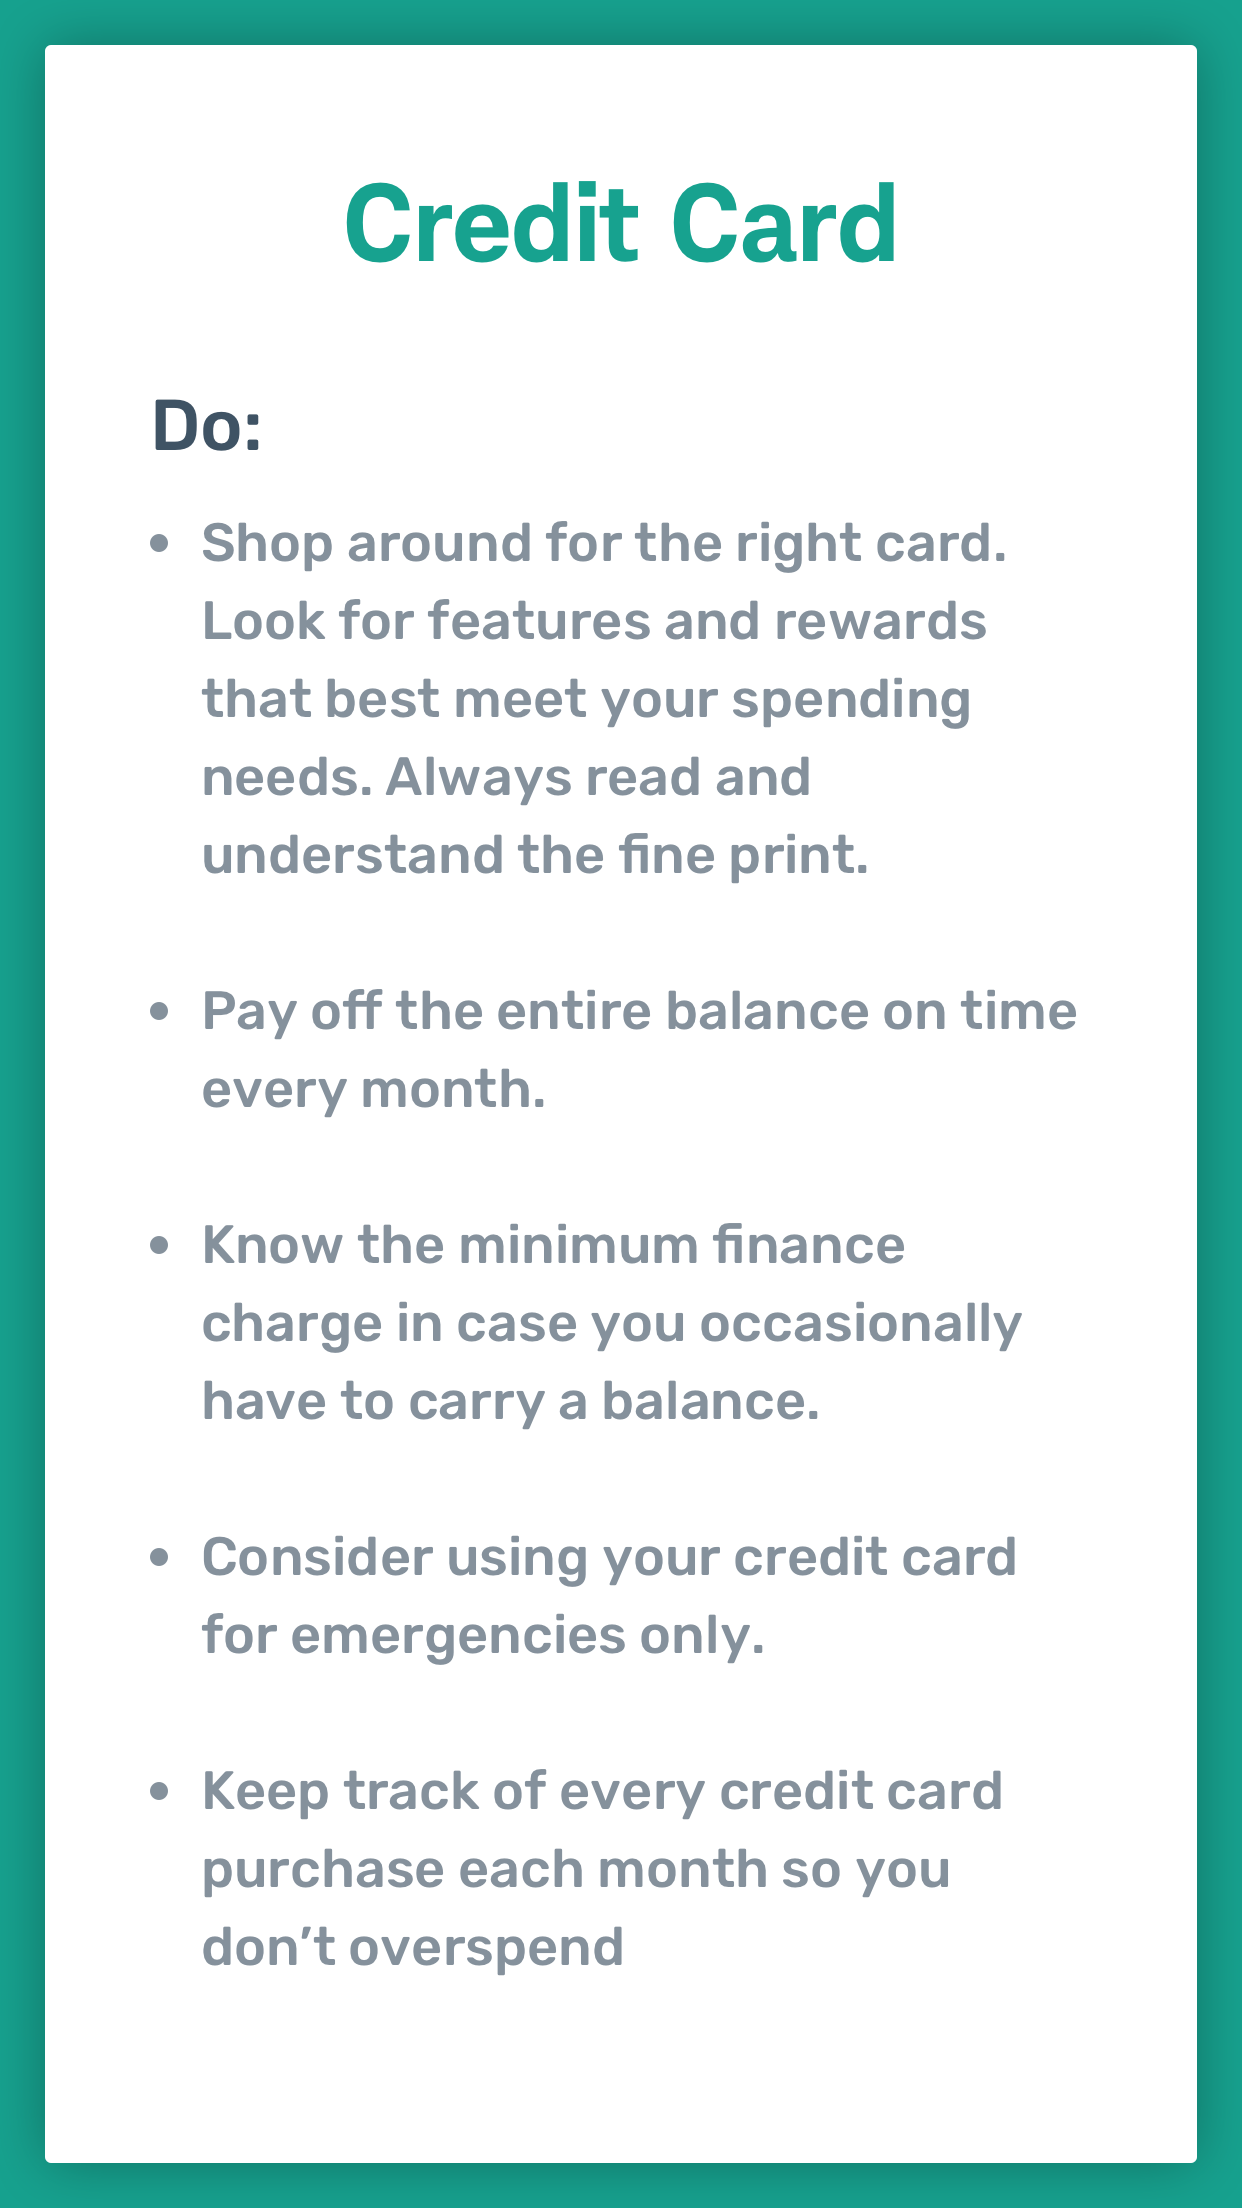 Credit Card
Do:
• Shop around for the right card.
Look for features and rewards
that best meet your spending
needs. Always read and
understand the fine print.
• Pay off the entire balance on time
every month.
• Know the minimum finance
charge in case you occasionally
have to carry a balance.
• Consider using your credit card
for emergencies only.
• Keep track of every credit card
purchase each month so you
don’t overspend